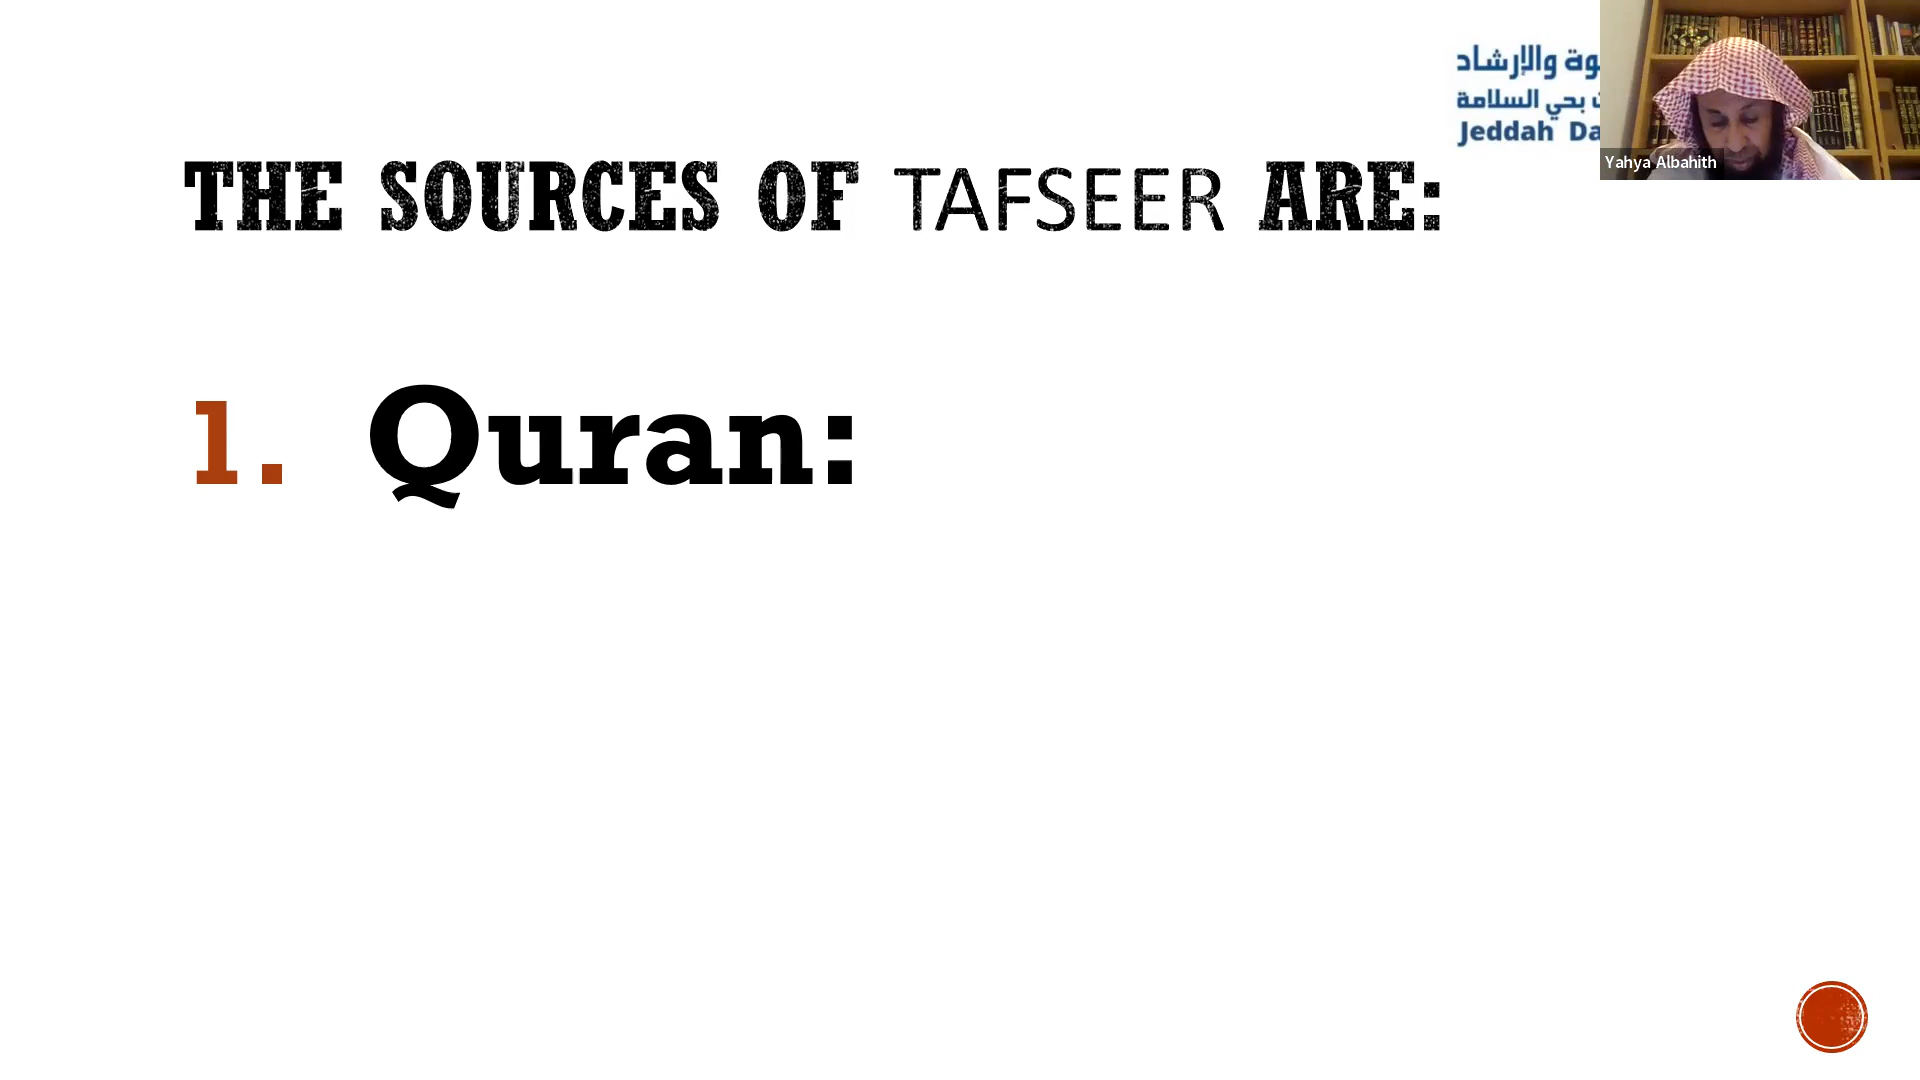 وة والإرشاد
بحي السلامة
Jeddah Da
Yahya Albahith
THE SOURCES OF TAFSEER ARE:
1. Quran: